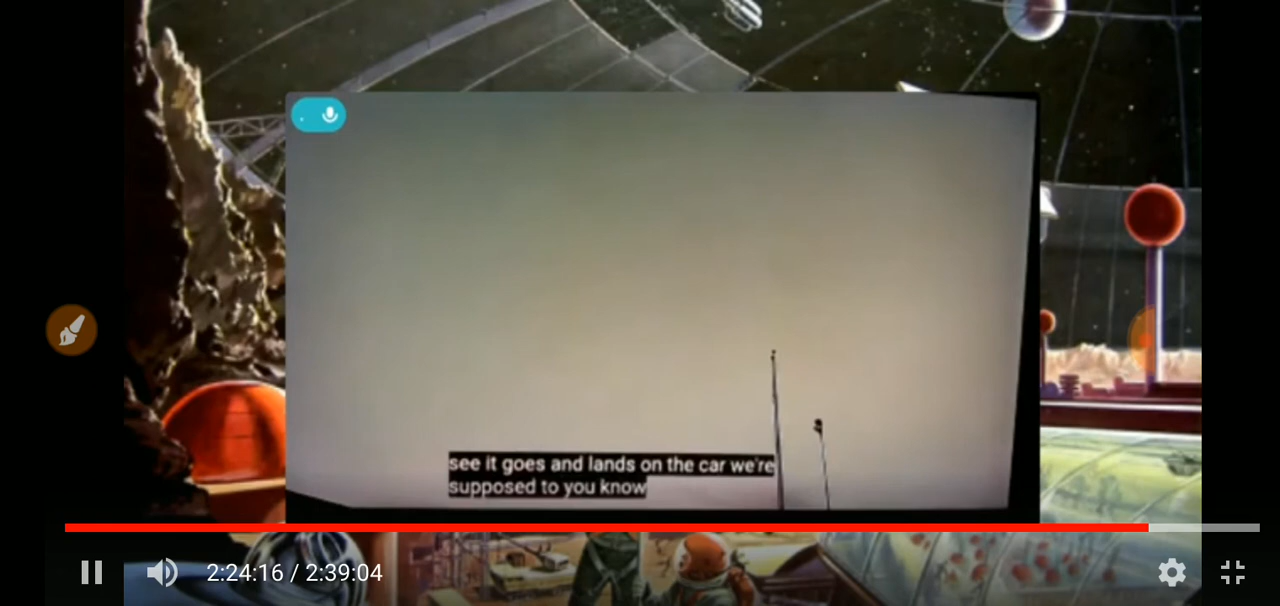 see it goes and lands on the car we're
supposed to you know
2:24:16 / 2:39:04